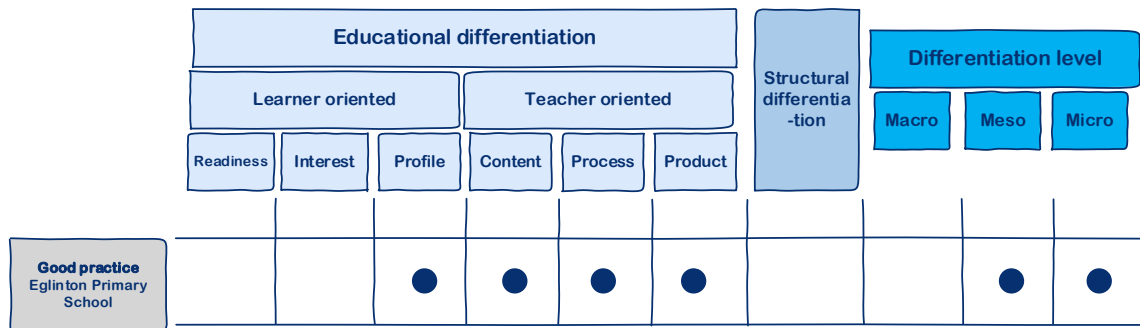 Educational differentiation
Structural
differentia
-tion
Differentiation level
Learner oriented
Teacher oriented
Macro
Meso
Micro
Readiness
Interest
Profile
Content
Process
Product
Good practice
Eglinton Primary
School